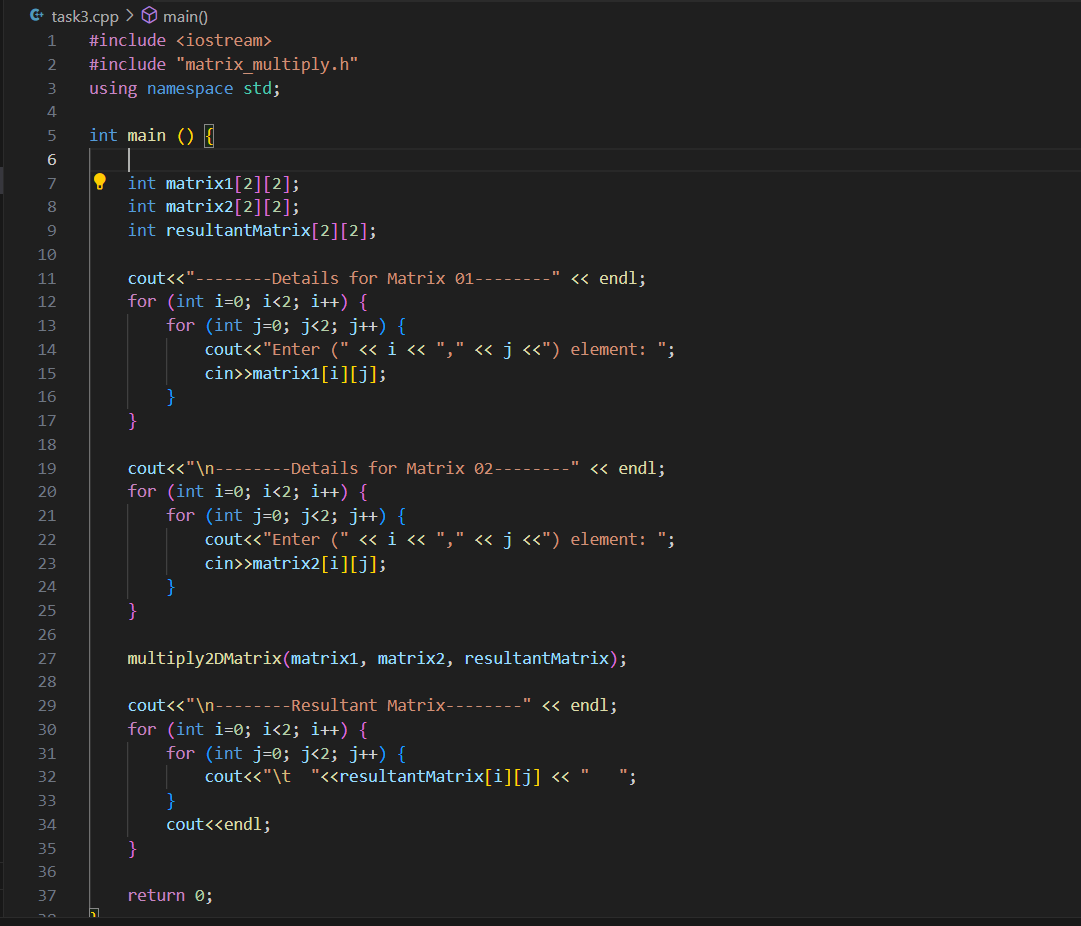 task3.cpp > main()
1 #include <iostream>
2 #include "matrix_multiply.h"
3 using namespace std;
4
5 int main () {
6
7     int matrix1[2][2];
8     int matrix2[2][2];
9     int resultantMatrix[2][2];
10
11     cout<<"--------Details for Matrix 01--------" << endl;
12     for (int i=0; i<2; i++) {
13         for (int j=0; j<2; j++) {
14             cout<<"Enter (" << i << "," << j <<") element: ";
15             cin>>matrix1[i][j];
16         }
17     }
18
19     cout<<"\n--------Details for Matrix 02--------" << endl;
20     for (int i=0; i<2; i++) {
21         for (int j=0; j<2; j++) {
22             cout<<"Enter (" << i << "," << j <<") element: ";
23             cin>>matrix2[i][j];
24         }
25     }
26
27     multiply2DMatrix(matrix1, matrix2, resultantMatrix);
28
29     cout<<"\n--------Resultant Matrix--------" << endl;
30     for (int i=0; i<2; i++) {
31         for (int j=0; j<2; j++) {
32             cout<<"\t  "<<resultantMatrix[i][j] << "   ";
33         }
34         cout<<endl;
35     }
36
37     return 0;
38 }